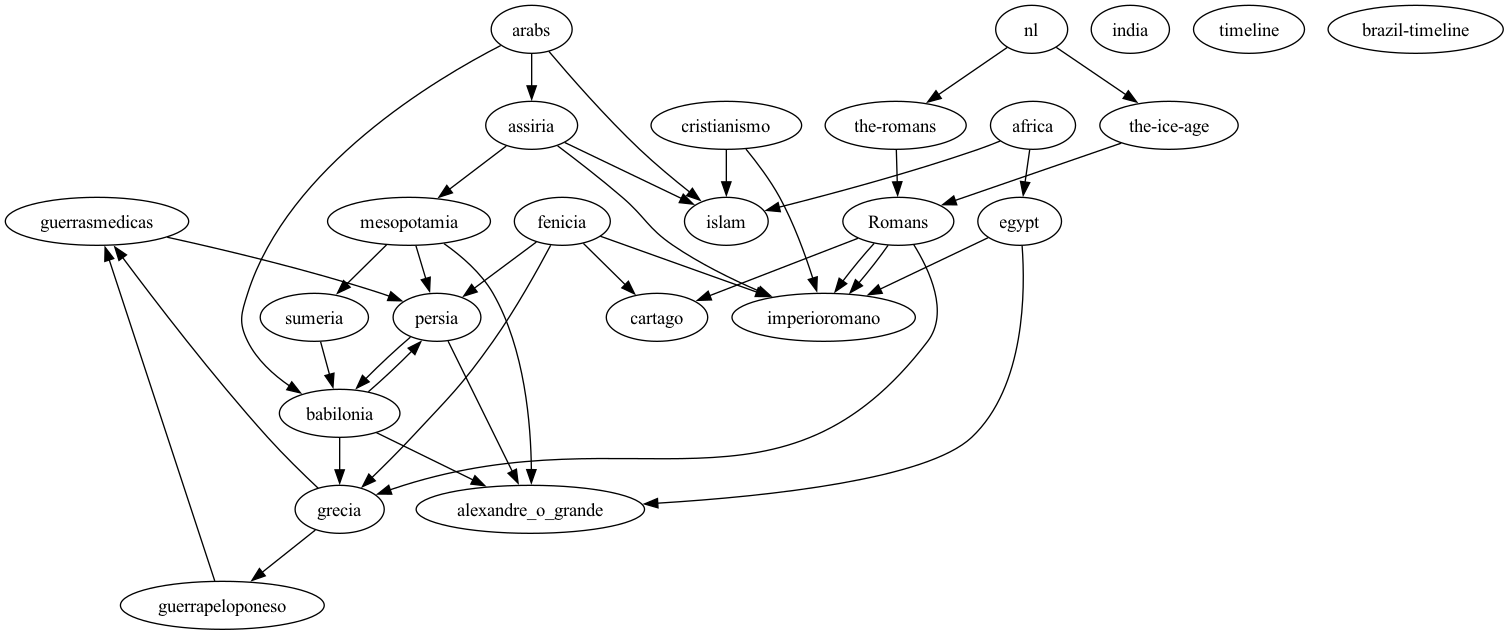 arabs
nl
india
timeline
brazil-timeline
assiria
cristianismo
the-romans
africa
the-ice-age
guerrasmedicas
mesopotamia
fenicia
islam
Romans
egypt
sumeria
persia
cartago
imperioromano
babilonia
grecia
alexandre_o_grande
guerrapeloponeso